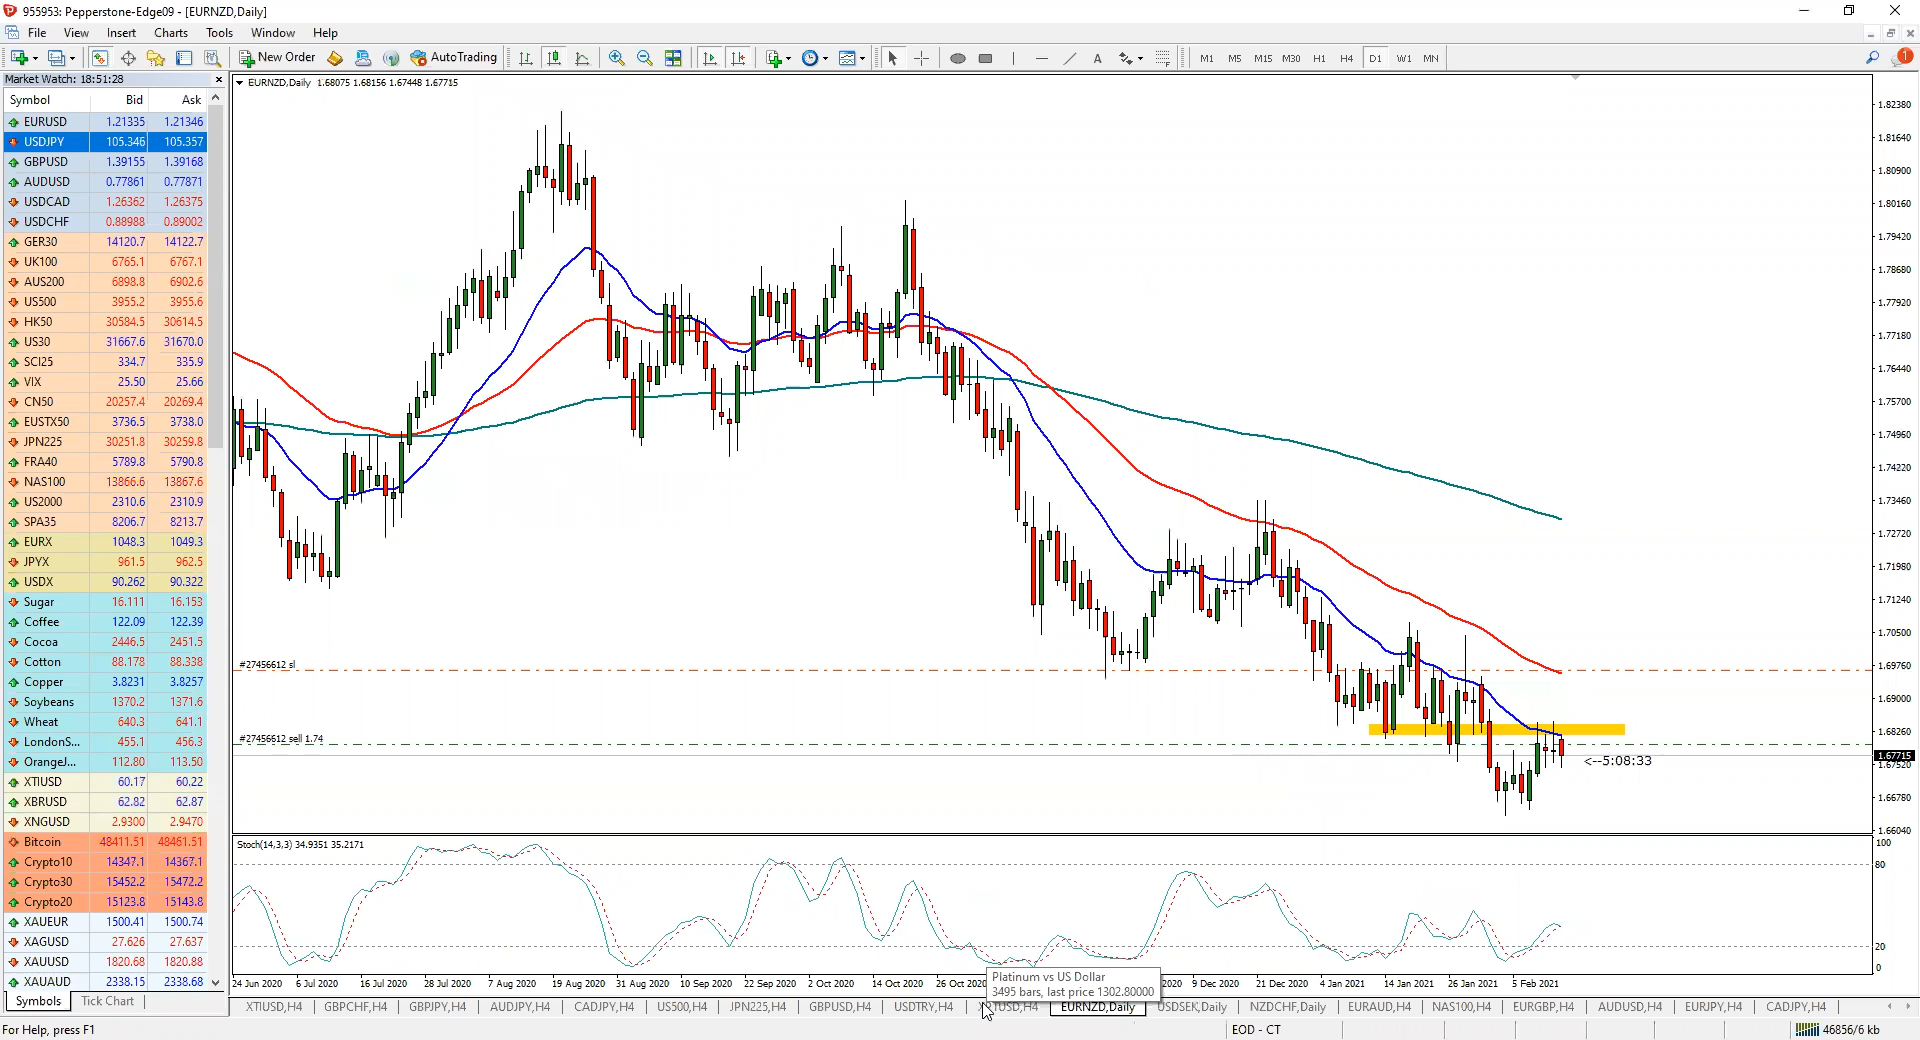 955953: Pepperstone-Edge09 - [EURNZD,Daily]
File View Insert Charts Tools Window Help
New Order AutoTrading M1 M5 M15 M30 H1 H4 D1 W1 MN 1
Market Watch: 18:51:28
Symbol Bid Ask
EURUSD 1.21335 1.21346
USDJPY 105.346 105.357
GBPUSD 1.39155 1.39168
AUDUSD 0.77861 0.77871
USDCAD 1.26362 1.26375
USDCHF 0.88988 0.89002
GER30 14120.7 14122.7
UK100 6765.1 6767.1
AUS200 6898.8 6902.6
US500 3955.2 3955.6
HK50 30584.5 30614.5
US30 31667.6 31670.0
SCI25 334.7 335.9
VIX 25.50 25.66
CN50 20257.4 20269.4
EUSTX50 3736.5 3738.0
JPN225 30251.8 30259.8
FRA40 5789.8 5790.8
NAS100 13866.6 13867.6
US2000 2310.6 2310.9
SPA35 8206.7 8213.7
EURX 1048.3 1049.3
JPYX 961.5 962.5
USDX 90.262 90.322
Sugar 16.111 16.153
Coffee 122.09 122.39
Cocoa 2446.5 2451.5
Cotton 88.178 88.338
Copper 3.8231 3.8257
Soybeans 1370.2 1371.6
Wheat 640.3 641.1
LondonS... 455.1 456.3
OrangeJ... 112.80 113.50
XTIUSD 60.17 60.22
XBRUSD 62.82 62.87
XNGUSD 2.9300 2.9470
Bitcoin 48411.51 48461.51
Crypto10 14347.1 14367.1
Crypto30 15452.2 15472.2
Crypto20 15123.8 15143.8
XAUEUR 1500.41 1500.74
XAGUSD 27.626 27.637
XAUUSD 1820.68 1820.88
XAUAUD 2338.15 2338.68
Symbols Tick Chart
EURNZD,Daily 1.68075 1.68156 1.67448 1.67715
1.82380
1.81640
1.80900
1.80160
1.79420
1.78680
1.77920
1.77180
1.76440
1.75700
1.74960
1.74220
1.73460
1.72720
1.71980
1.71240
1.70500
#27456612 sl
1.69760
1.69000
1.68260
#27456612 sell 1.74
1.67715
<--5:08:33
1.67520
1.66780
1.66040
Stoch(14,3,3) 34.9351 35.2171
100
80
20
0
24 Jun 2020 4 Jul 2020 16 Jul 2020 28 Jul 2020 7 Aug 2020 19 Aug 2020 31 Aug 2020 10 Sep 2020 22 Sep 2020 2 Oct 2020 14 Oct 2020 26 Oct 2020 2020 9 Dec 2020 21 Dec 2020 4 Jan 2021 14 Jan 2021 26 Jan 2021 5 Feb 2021
Platinum vs US Dollar
3495 bars, last price 1302.80000
XTIUSD,H4 GBPCHF,H4 GBPJPY,H4 AUDJPY,H4 CADJPY,H4 US500,H4 JPN225,H4 GBPUSD,H4 USDTRY,H4 EURNZD,Daily USDSEK,Daily NZDCHF,Daily EURAUD,H4 NAS100,H4 EURGBP,H4 AUDUSD,H4 EURJPY,H4 CADJPY,H4
For Help, press F1 EOD - CT 46856/6 kb